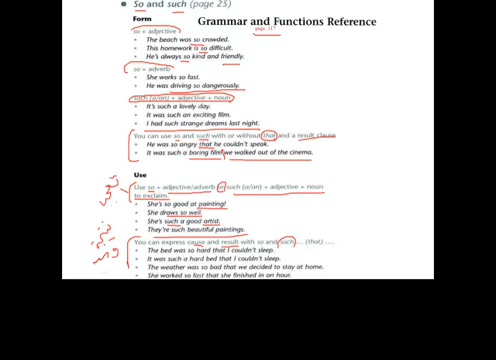 So and such (page 25)
Form
Grammar and Functions Reference
page 117
so + adjective
The beach was so crowded.
This homework is so difficult.
He's always so kind and friendly.
so + adverb
She works so fast.
He was driving so dangerously.
such (a/an) + adjective + noun
It's such a lovely day.
It was such an exciting film.
I had such strange dreams last night.
You can use so and such with or without that and a result clause
He was so angry that he couldn't speak.
It was such a boring film we walked out of the cinema.
Use
Use so + adjective/adverb or such (a/an) + adjective + noun
to exclaim.
She's so good at painting!
She draws so well.
She's such a good artist.
They're such beautiful paintings.
You can express cause and result with so and such … (that) ….
The bed was so hard that I couldn't sleep.
It was such a hard bed that I couldn't sleep.
The weather was so bad that we decided to stay at home.
She worked so fast that she finished in an hour.